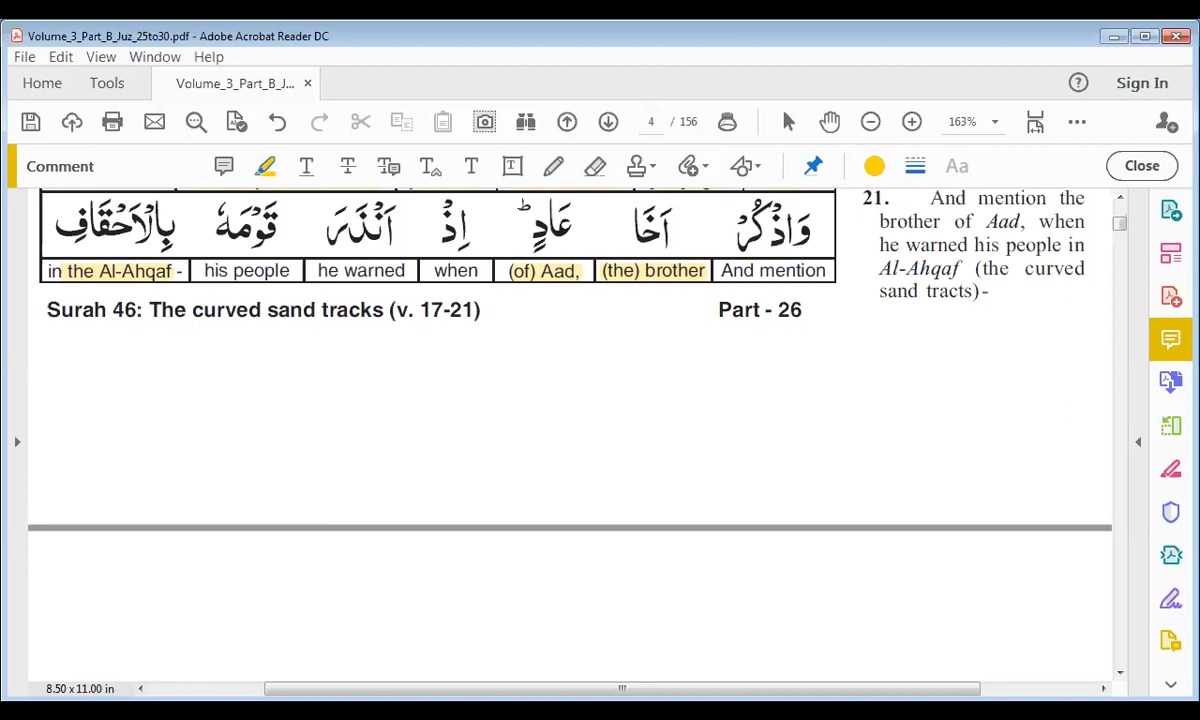 Volume_3_Part_B_Juz_25to30.pdf - Adobe Acrobat Reader DC
File Edit View Window Help
Home Tools Volume_3_Part_B_J... × Sign In
4 / 156 163%
Comment Aa Close
وَاذْكُرْ اَخَا عَادٍ ؕ اِذْ اَنْذَرَ قَوْمَهٗ بِالْاَحْقَافِ
in the Al-Ahqaf - his people he warned when (of) Aad, (the) brother And mention
Surah 46: The curved sand tracks (v. 17-21) Part - 26
21. And mention the
brother of Aad, when
he warned his people in
Al-Ahqaf (the curved
sand tracts)-
8.50 x 11.00 in